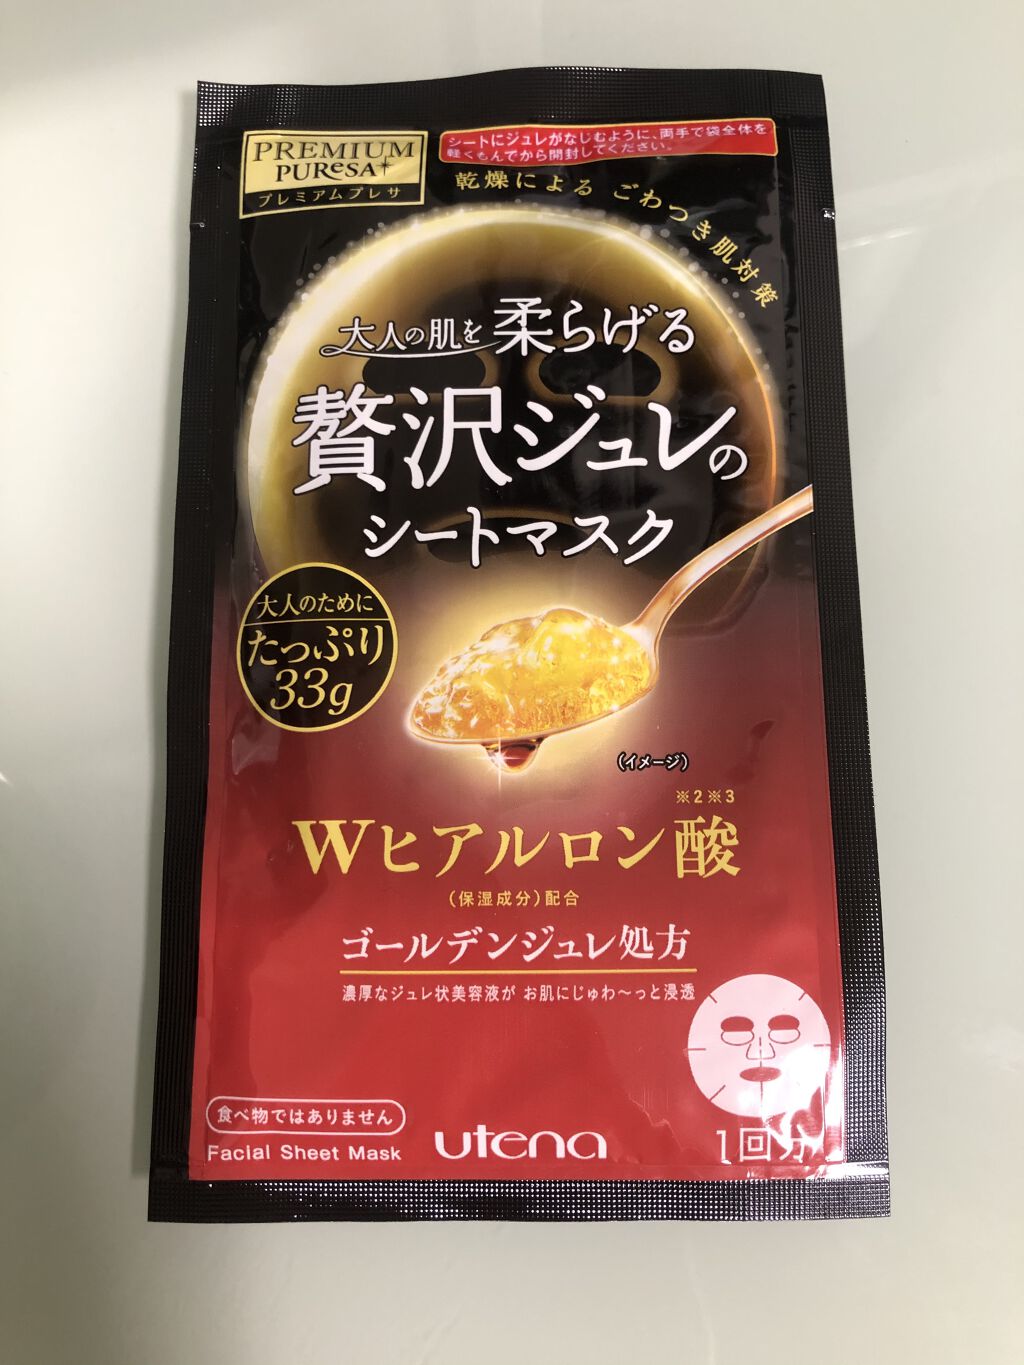 PREMIUM
PUReSA
プレミアムプレサ
シートにジュレがなじむように、両手で袋全体を
軽くもんでから開封してください。
乾燥による ごわつき肌対策
大人の肌を柔らげる
贅沢ジュレの
シートマスク
大人のために
たっぷり
33g
(イメージ)
※2※3
Wヒアルロン酸
(保湿成分)配合
ゴールデンジュレ処方
濃厚なジュレ状美容液が お肌にじゅわ〜っと浸透
食べ物ではありません
Facial Sheet Mask
utena
1回分